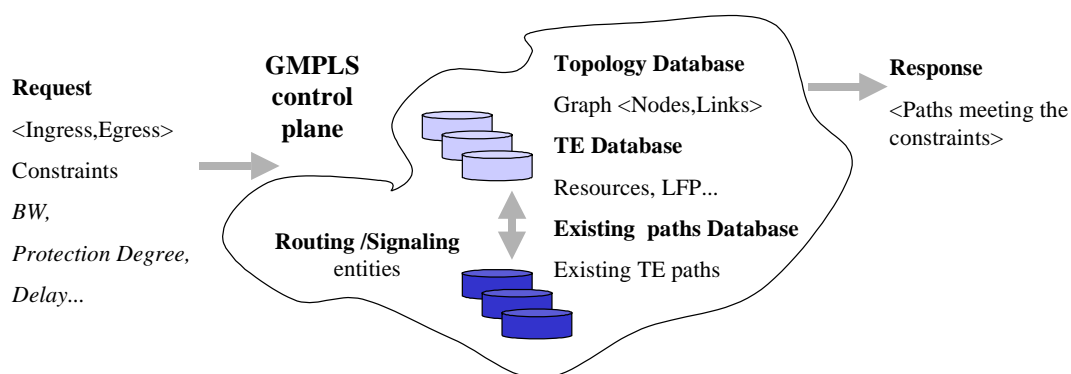 Request
<Ingress,Egress>
Constraints
BW,
Protection Degree,
Delay...
GMPLS
control
plane
Routing /Signaling
entities
Topology Database
Graph <Nodes,Links>
TE Database
Resources, LFP...
Existing paths Database
Existing TE paths
Response
<Paths meeting the
constraints>